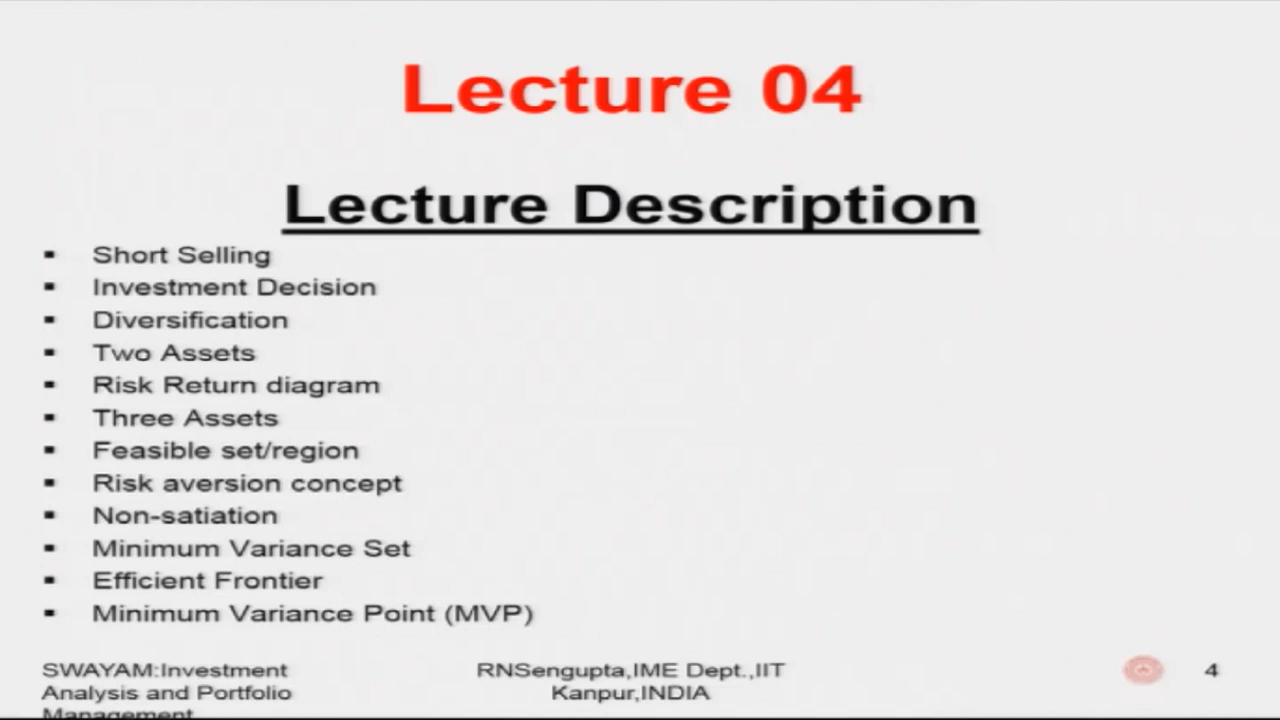 Lecture 04
Lecture Description
▪ Short Selling
▪ Investment Decision
▪ Diversification
▪ Two Assets
▪ Risk Return diagram
▪ Three Assets
▪ Feasible set/region
▪ Risk aversion concept
▪ Non-satiation
▪ Minimum Variance Set
▪ Efficient Frontier
▪ Minimum Variance Point (MVP)
SWAYAM:Investment
Analysis and Portfolio
Management
RNSengupta,IME Dept.,IIT
Kanpur,INDIA
4